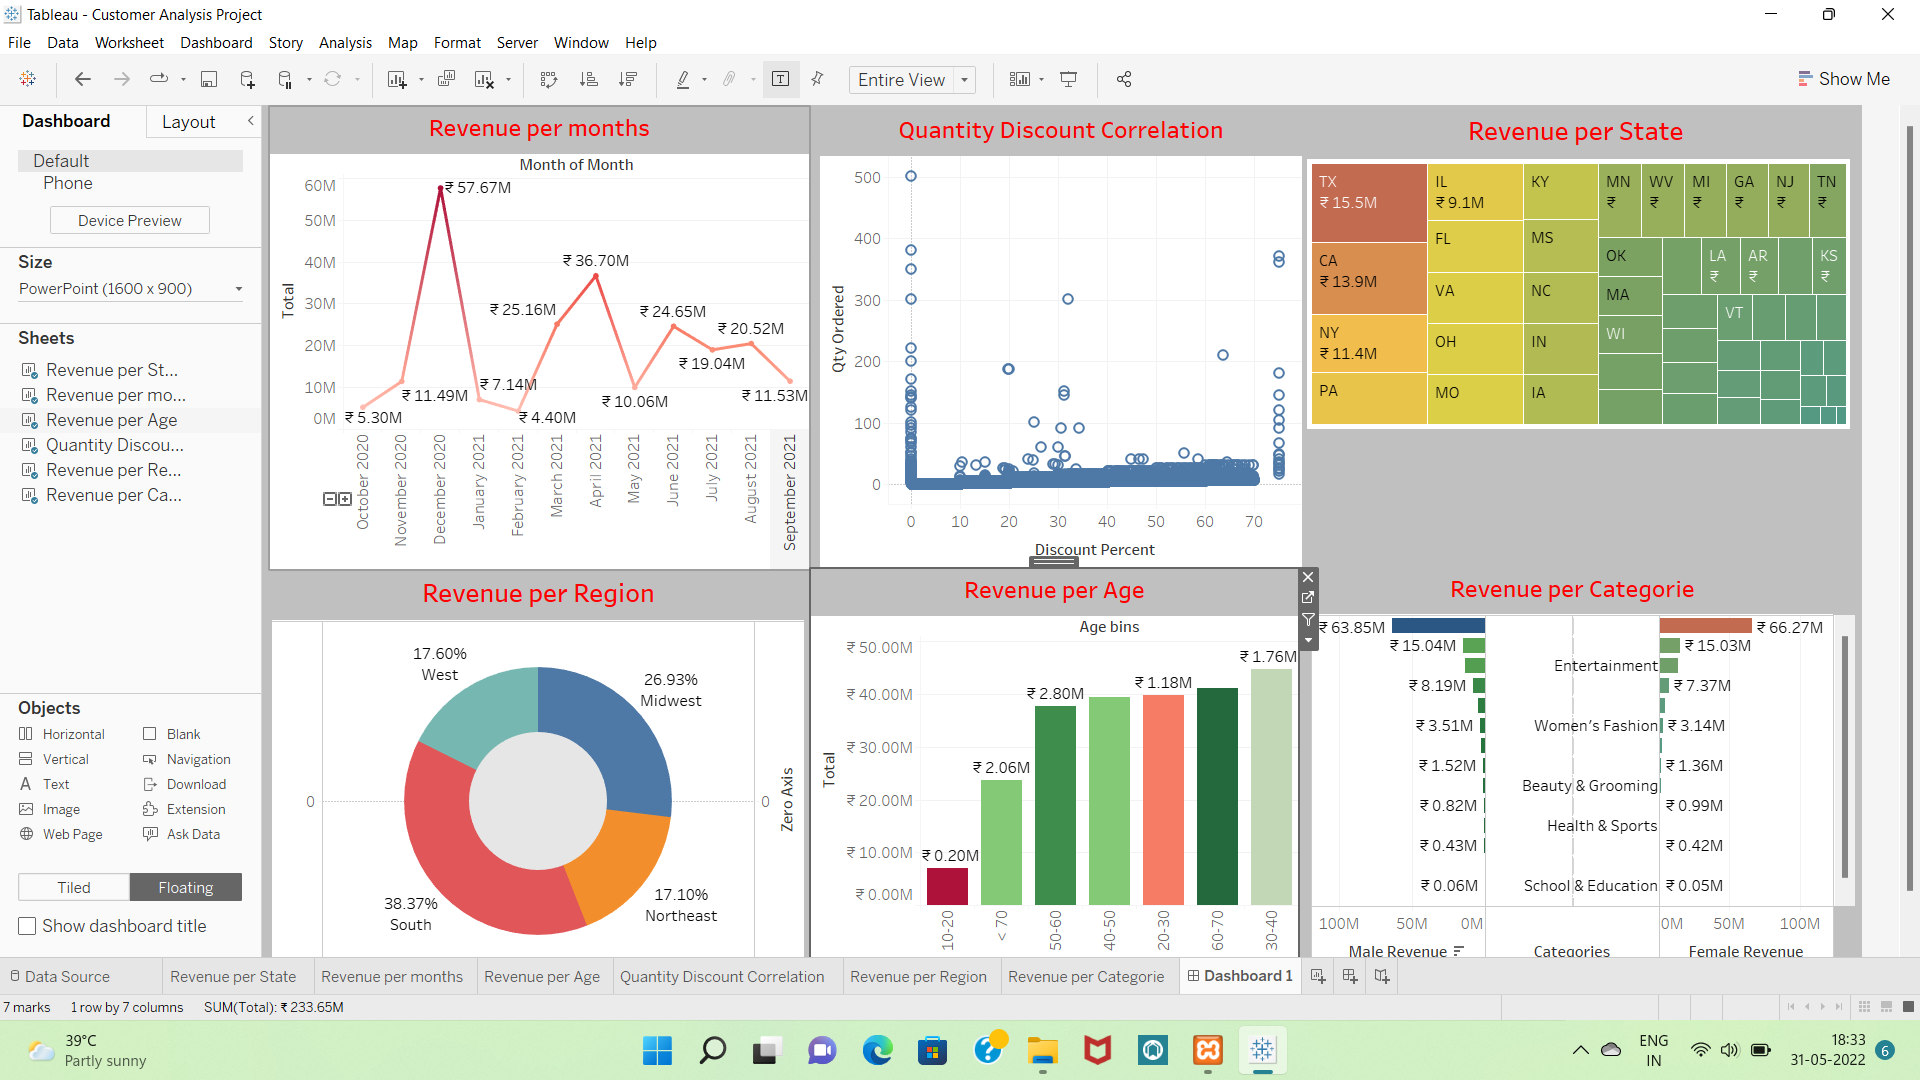 Tableau - Customer Analysis Project
File Data Worksheet Dashboard Story Analysis Map Format Server Window Help
Entire View
Show Me
Dashboard
Layout
Default
Phone
Device Preview
Size
PowerPoint (1600 x 900)
Sheets
Revenue per St...
Revenue per mo...
Revenue per Age
Quantity Discou...
Revenue per Re...
Revenue per Ca...
Objects
Horizontal Blank
Vertical Navigation
Text Download
Image Extension
Web Page Ask Data
Tiled Floating
Show dashboard title
Revenue per months
Month of Month
Total
60M
50M
40M
30M
20M
10M
0M
₹ 5.30M
₹ 11.49M
₹ 57.67M
₹ 7.14M
₹ 4.40M
₹ 25.16M
₹ 36.70M
₹ 10.06M
₹ 24.65M
₹ 19.04M
₹ 20.52M
₹ 11.53M
October 2020
November 2020
December 2020
January 2021
February 2021
March 2021
April 2021
May 2021
June 2021
July 2021
August 2021
September 2021
Quantity Discount Correlation
Qty Ordered
500
400
300
200
100
0
0 10 20 30 40 50 60 70
Discount Percent
Revenue per State
TX
₹ 15.5M
CA
₹ 13.9M
NY
₹ 11.4M
PA
IL
₹ 9.1M
FL
VA
OH
MO
KY
MS
NC
IN
IA
MN
₹
WV
₹
MI
₹
GA
₹
NJ
₹
TN
₹
OK
MA
WI
LA
₹
AR
₹
KS
₹
VT
Revenue per Region
17.60%
West
26.93%
Midwest
38.37%
South
17.10%
Northeast
0
0
Zero Axis
Revenue per Age
Age bins
Total
₹ 50.00M
₹ 40.00M
₹ 30.00M
₹ 20.00M
₹ 10.00M
₹ 0.00M
₹ 0.20M
₹ 2.06M
₹ 2.80M
₹ 1.18M
₹ 1.76M
10-20
< 70
50-60
40-50
20-30
60-70
30-40
Revenue per Categorie
₹ 63.85M ₹ 66.27M
₹ 15.04M ₹ 15.03M
Entertainment
₹ 8.19M ₹ 7.37M
₹ 3.51M Women's Fashion ₹ 3.14M
₹ 1.52M ₹ 1.36M
Beauty & Grooming
₹ 0.82M ₹ 0.99M
Health & Sports
₹ 0.43M ₹ 0.42M
₹ 0.06M School & Education ₹ 0.05M
100M 50M 0M 0M 50M 100M
Male Revenue Categories Female Revenue
Data Source Revenue per State Revenue per months Revenue per Age Quantity Discount Correlation Revenue per Region Revenue per Categorie Dashboard 1
7 marks 1 row by 7 columns SUM(Total): ₹ 233.65M
39°C
Partly sunny
ENG
IN
18:33
31-05-2022
6